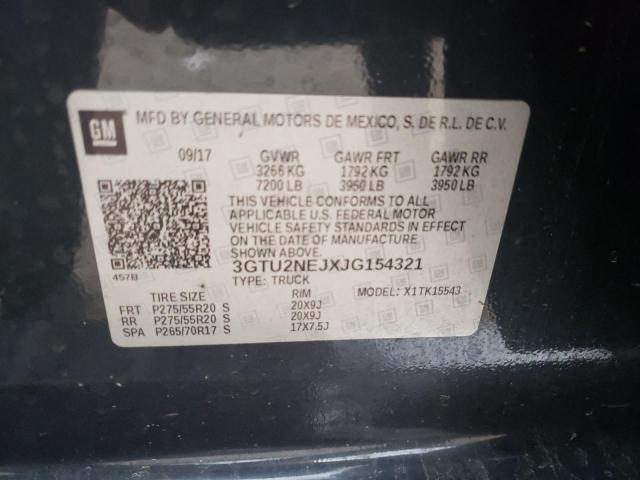 GM
MFD BY GENERAL MOTORS DE MEXICO, S. DE R.L. DE C.V.
09/17 GVWR GAWR FRT GAWR RR
3266 KG 1792 KG 1792 KG
7200 LB 3950 LB 3950 LB
THIS VEHICLE CONFORMS TO ALL
APPLICABLE U.S. FEDERAL MOTOR
VEHICLE SAFETY STANDARDS IN EFFECT
ON THE DATE OF MANUFACTURE
SHOWN ABOVE.
3GTU2NEJXJG154321
457B
TYPE: TRUCK MODEL: X1TK15543
TIRE SIZE RIM
FRT P275/55R20 S 20X9J
RR P275/55R20 S 20X9J
SPA P265/70R17 S 17X7.5J